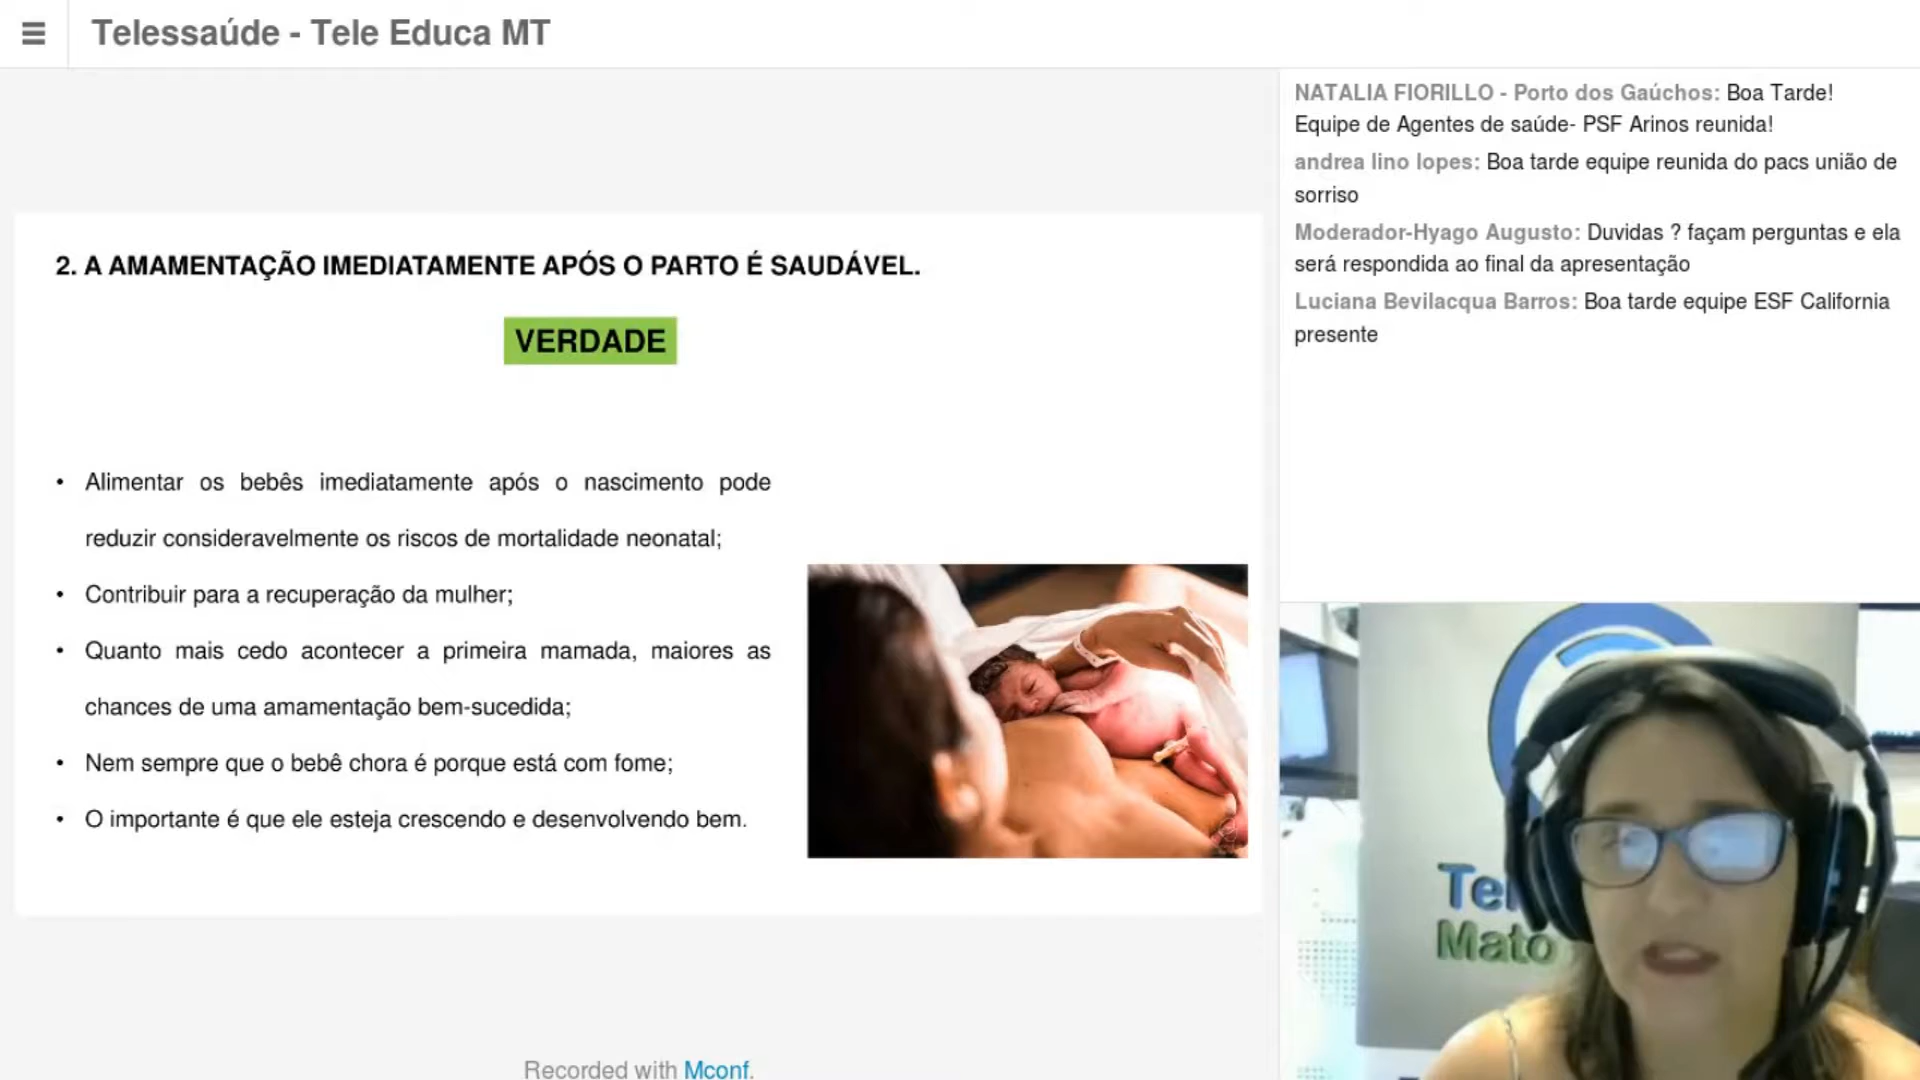 Telessaúde - Tele Educa MT
2. A AMAMENTAÇÃO IMEDIATAMENTE APÓS O PARTO É SAUDÁVEL.
VERDADE
• Alimentar os bebês imediatamente após o nascimento pode
reduzir consideravelmente os riscos de mortalidade neonatal;
• Contribuir para a recuperação da mulher;
• Quanto mais cedo acontecer a primeira mamada, maiores as
chances de uma amamentação bem-sucedida;
• Nem sempre que o bebê chora é porque está com fome;
• O importante é que ele esteja crescendo e desenvolvendo bem.
Recorded with Mconf.
NATALIA FIORILLO - Porto dos Gaúchos: Boa Tarde!
Equipe de Agentes de saúde- PSF Arinos reunida!
andrea lino lopes: Boa tarde equipe reunida do pacs união de
sorriso
Moderador-Hyago Augusto: Duvidas ? façam perguntas e ela
será respondida ao final da apresentação
Luciana Bevilacqua Barros: Boa tarde equipe ESF California
presente
Mato